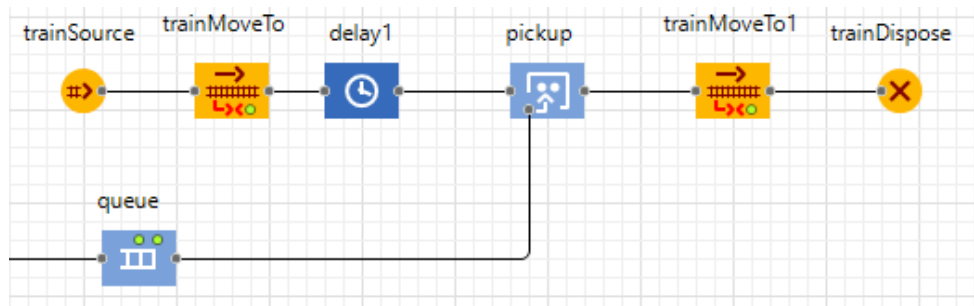 trainSource
trainMoveTo
delay1
pickup
trainMoveTo1
trainDispose
queue